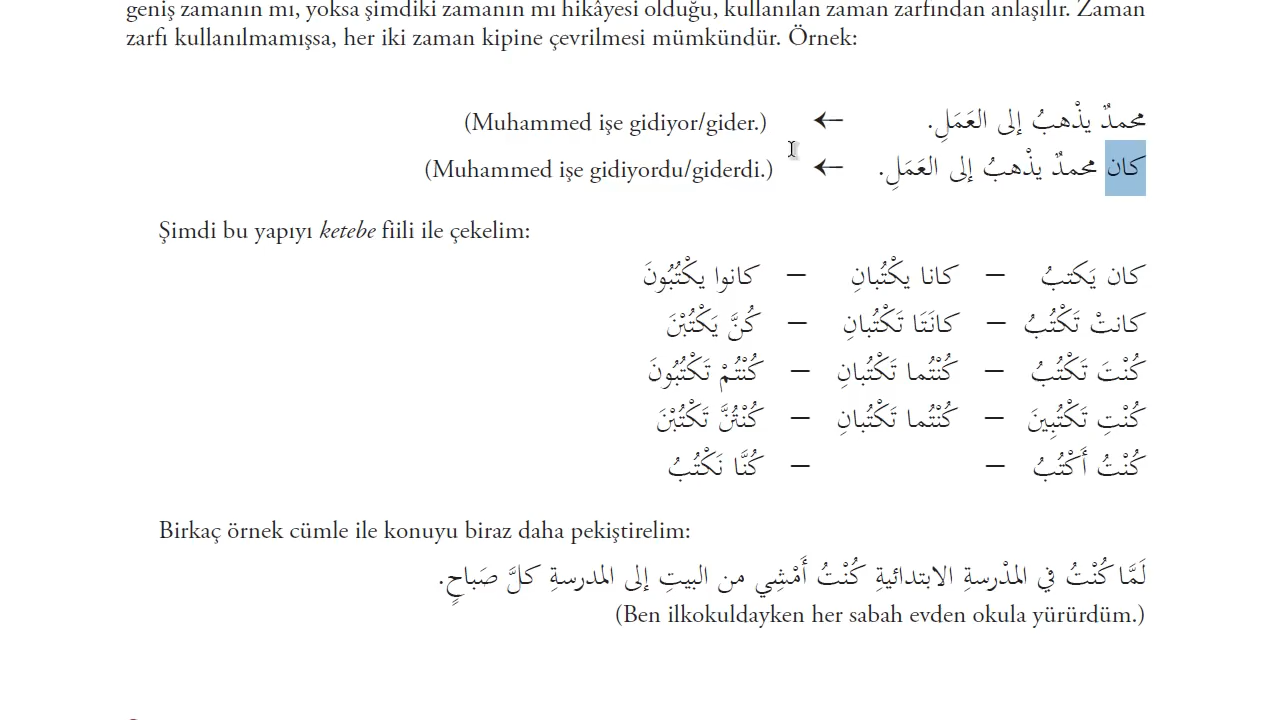 geniş zamanın mı, yoksa şimdiki zamanın mı hikâyesi olduğu, kullanılan zaman zarfından anlaşılır. Zaman
zarfı kullanılmamışsa, her iki zaman kipine çevrilmesi mümkündür. Örnek:
محمدٌ يذْهبُ إلى العَمَلِ. ← (Muhammed işe gidiyor/gider.)
كان محمدٌ يذْهبُ إلى العَمَلِ. ← (Muhammed işe gidiyordu/giderdi.)
Şimdi bu yapıyı ketebe fiili ile çekelim:
كان يَكتبُ – كانا يكْتُبانِ – كانوا يكْتُبُونَ
كانتْ تَكْتُبُ – كانَتَا تَكْتُبانِ – كُنَّ يَكْتُبْنَ
كُنْتَ تَكْتُبُ – كُنْتُما تَكْتُبانِ – كُنْتُمْ تَكْتُبُونَ
كُنْتِ تَكْتُبِينَ – كُنْتُما تَكْتُبانِ – كُنْتُنَّ تَكْتُبْنَ
كُنْتُ أَكْتُبُ – – كُنَّا نَكْتُبُ
Birkaç örnek cümle ile konuyu biraz daha pekiştirelim:
لَمَّا كُنْتُ في المدْرسةِ الابتدائيةِ كُنْتُ أَمْشِي من البيتِ إلى المدرسةِ كلَّ صَباحٍ.
(Ben ilkokuldayken her sabah evden okula yürürdüm.)